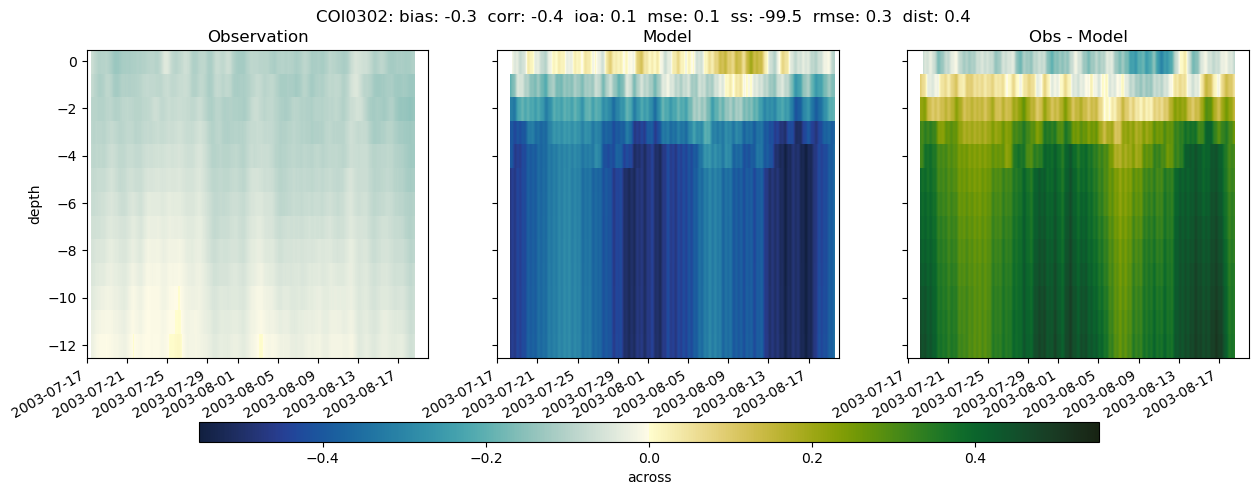 COI0302: bias: -0.3  corr: -0.4  ioa: 0.1  mse: 0.1  ss: -99.5  rmse: 0.3  dist: 0.4
Observation Model Obs - Model
depth
0
−2
−4
−6
−8
−10
−12
2003-07-17 2003-07-21 2003-07-25 2003-07-29 2003-08-01 2003-08-05 2003-08-09 2003-08-13 2003-08-17
2003-07-17 2003-07-21 2003-07-25 2003-07-29 2003-08-01 2003-08-05 2003-08-09 2003-08-13 2003-08-17
2003-07-17 2003-07-21 2003-07-25 2003-07-29 2003-08-01 2003-08-05 2003-08-09 2003-08-13 2003-08-17
−0.4 −0.2 0.0 0.2 0.4
across